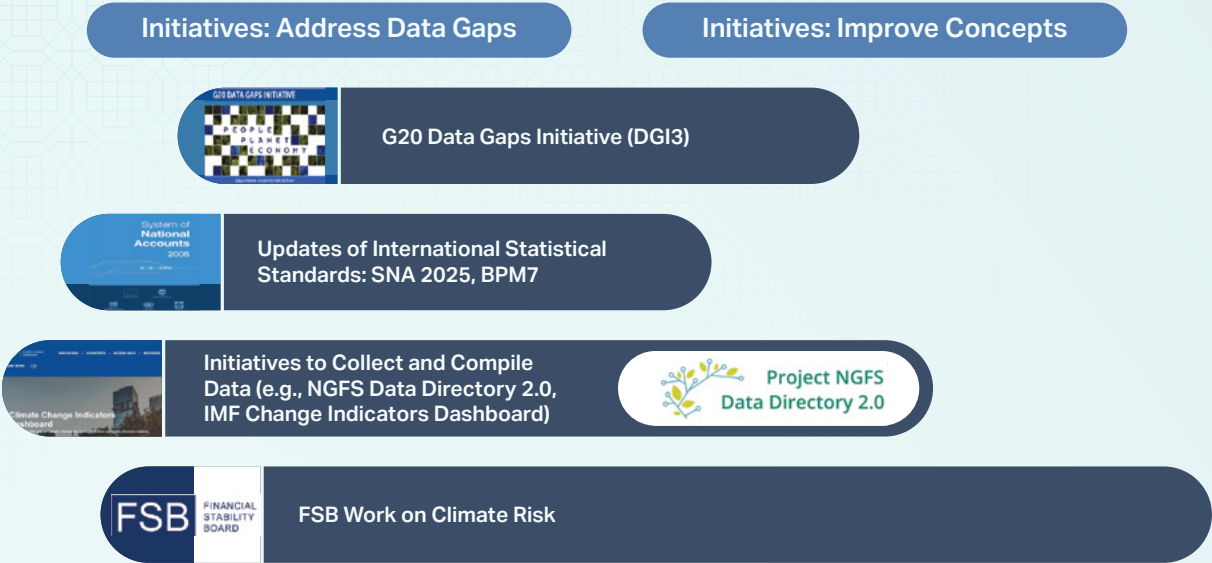 Initiatives: Address Data Gaps
Initiatives: Improve Concepts
G20 DATA GAPS INITIATIVE
PEOPLE
PLANET
ECONOMY
G20 Data Gaps Initiative (DGI3)
System of
National
Accounts
2008
Updates of International Statistical
Standards: SNA 2025, BPM7
Climate Change Indicators
Dashboard
Initiatives to Collect and Compile
Data (e.g., NGFS Data Directory 2.0,
IMF Change Indicators Dashboard)
Project NGFS
Data Directory 2.0
FSB
FINANCIAL
STABILITY
BOARD
FSB Work on Climate Risk